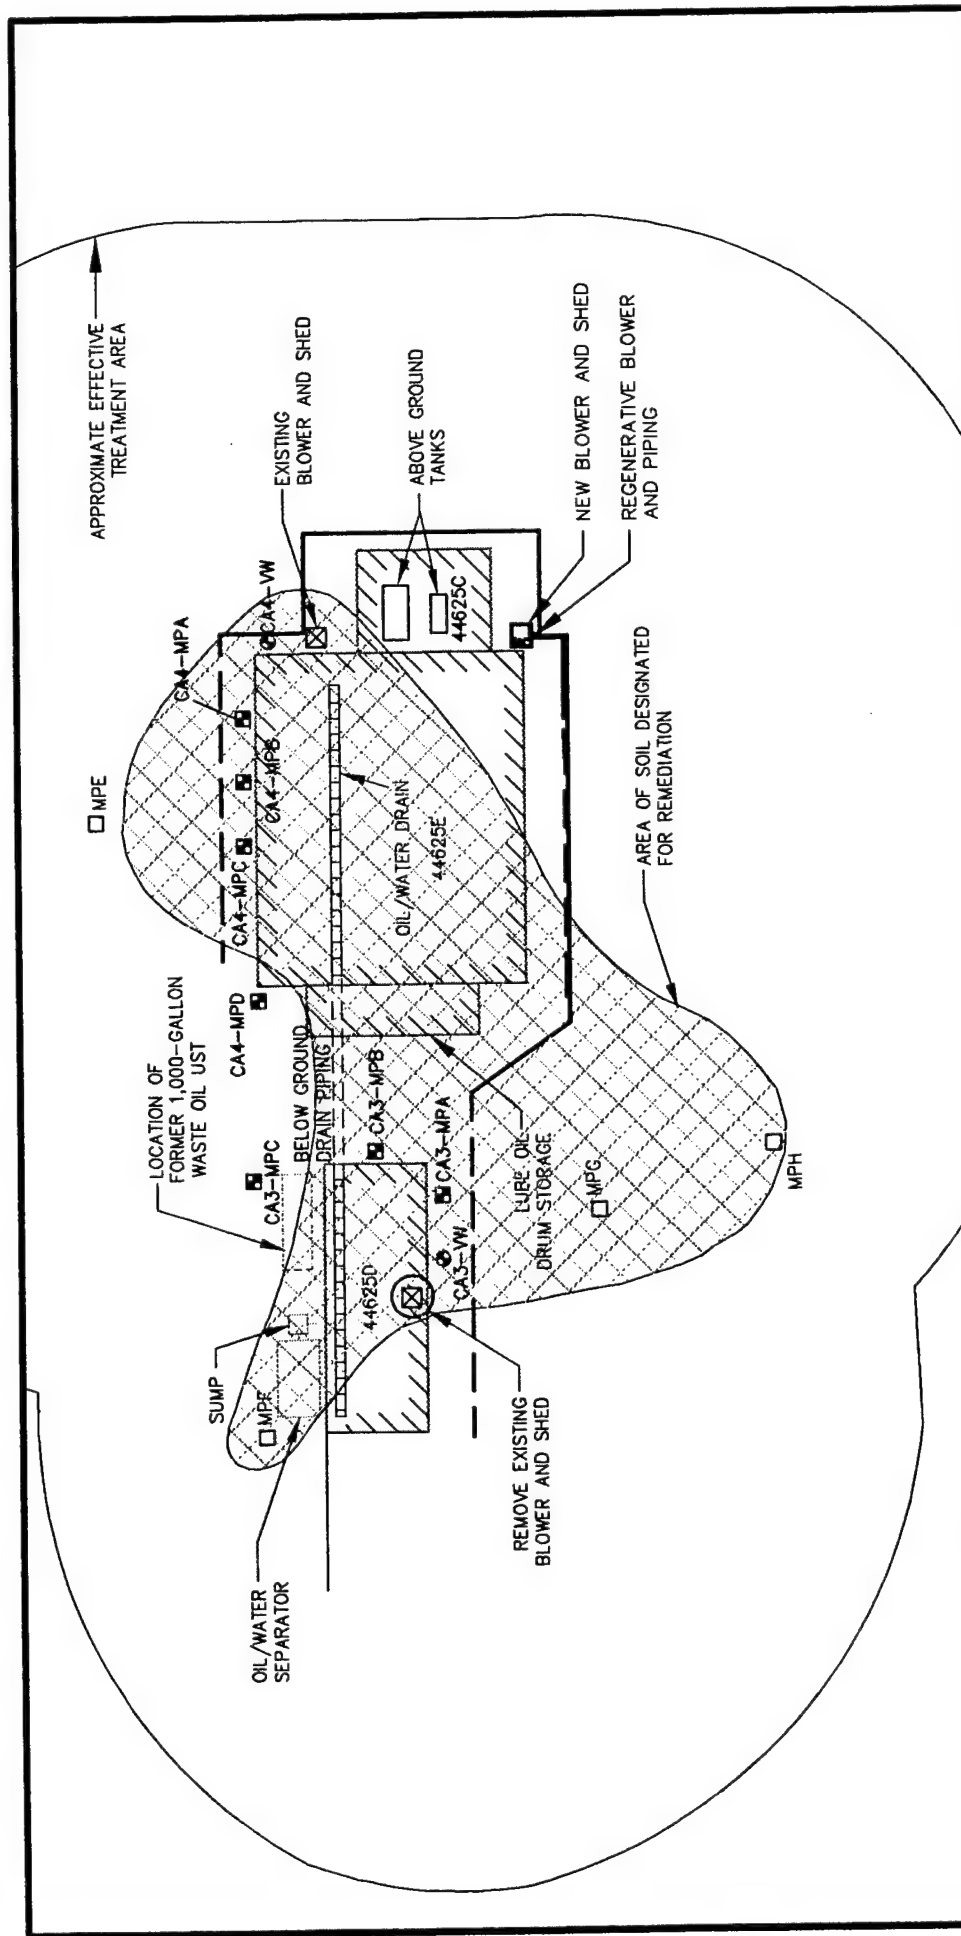 APPROXIMATE EFFECTIVE
TREATMENT AREA
EXISTING
BLOWER AND SHED
ABOVE GROUND
TANKS
NEW BLOWER AND SHED
REGENERATIVE BLOWER
AND PIPING
CA4-VW
CA4-MPA
44625C
MPE
CA4-MPB
CA4-MPC
OIL/WATER DRAIN
44625E
AREA OF SOIL DESIGNATED
FOR REMEDIATION
CA4-MPD
LOCATION OF
FORMER 1,000-GALLON
WASTE OIL UST
BELOW GROUND
DRAIN PIPING
CA3-MPB
CA3-MPC
CA3-MPA
LUBE OIL
DRUM STORAGE
MPG
MPH
CA3-VW
44625D
SUMP
MPF
REMOVE EXISTING
BLOWER AND SHED
OIL/WATER
SEPARATOR